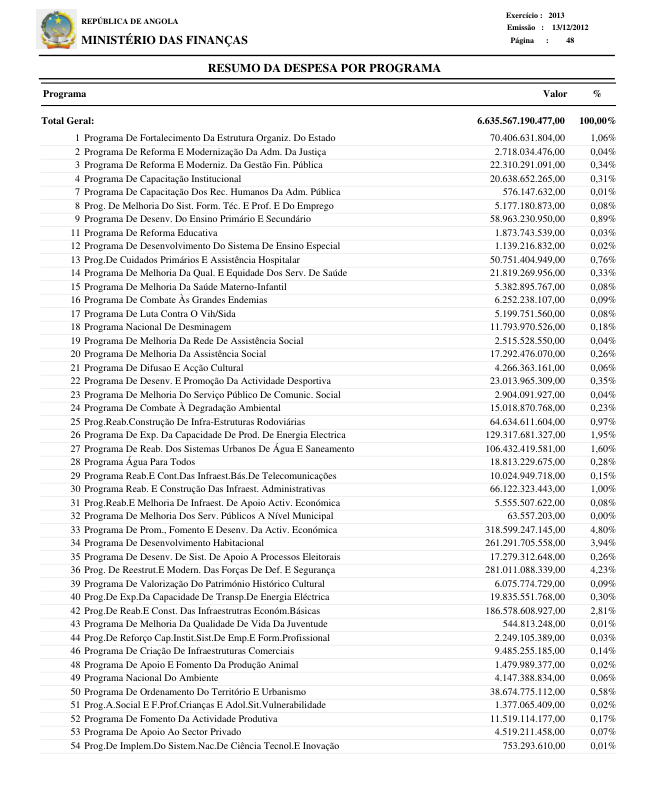 REPÚBLICA DE ANGOLA
MINISTÉRIO DAS FINANÇAS
Exercício : 2013
Emissão : 13/12/2012
Página : 48
RESUMO DA DESPESA POR PROGRAMA
Programa Valor %
Total Geral: 6.635.567.190.477,00 100,00%
1 Programa De Fortalecimento Da Estrutura Organiz. Do Estado 70.406.631.804,00 1,06%
2 Programa De Reforma E Modernização Da Adm. Da Justiça 2.718.034.476,00 0,04%
3 Programa De Reforma E Moderniz. Da Gestão Fin. Pública 22.310.291.091,00 0,34%
4 Programa De Capacitação Institucional 20.638.652.265,00 0,31%
7 Programa De Capacitação Dos Rec. Humanos Da Adm. Pública 576.147.632,00 0,01%
8 Prog. De Melhoria Do Sist. Form. Téc. E Prof. E Do Emprego 5.177.180.873,00 0,08%
9 Programa De Desenv. Do Ensino Primário E Secundário 58.963.230.950,00 0,89%
11 Programa De Reforma Educativa 1.873.743.539,00 0,03%
12 Programa De Desenvolvimento Do Sistema De Ensino Especial 1.139.216.832,00 0,02%
13 Prog.De Cuidados Primários E Assistência Hospitalar 50.751.404.949,00 0,76%
14 Programa De Melhoria Da Qual. E Equidade Dos Serv. De Saúde 21.819.269.956,00 0,33%
15 Programa De Melhoria Da Saúde Materno-Infantil 5.382.895.767,00 0,08%
16 Programa De Combate Às Grandes Endemias 6.252.238.107,00 0,09%
17 Programa De Luta Contra O Vih/Sida 5.199.751.560,00 0,08%
18 Programa Nacional De Desminagem 11.793.970.526,00 0,18%
19 Programa De Melhoria Da Rede De Assistência Social 2.515.528.550,00 0,04%
20 Programa De Melhoria Da Assistência Social 17.292.476.070,00 0,26%
21 Programa De Difusao E Acção Cultural 4.266.363.161,00 0,06%
22 Programa De Desenv. E Promoção Da Actividade Desportiva 23.013.965.309,00 0,35%
23 Programa De Melhoria Do Serviço Público De Comunic. Social 2.904.091.927,00 0,04%
24 Programa De Combate À Degradação Ambiental 15.018.870.768,00 0,23%
25 Prog.Reab.Construção De Infra-Estruturas Rodoviárias 64.634.611.604,00 0,97%
26 Programa De Exp. Da Capacidade De Prod. De Energia Electrica 129.317.681.327,00 1,95%
27 Programa De Reab. Dos Sistemas Urbanos De Água E Saneamento 106.432.419.581,00 1,60%
28 Programa Água Para Todos 18.813.229.675,00 0,28%
29 Programa Reab.E Cont.Das Infraest.Bás.De Telecomunicações 10.024.949.718,00 0,15%
30 Programa Reab. E Construção Das Infraest. Administrativas 66.122.323.443,00 1,00%
31 Prog.Reab.E Melhoria De Infraest. De Apoio Activ. Económica 5.555.507.622,00 0,08%
32 Programa De Melhoria Dos Serv. Públicos A Nível Municipal 63.557.203,00 0,00%
33 Programa De Prom., Fomento E Desenv. Da Activ. Económica 318.599.247.145,00 4,80%
34 Programa De Desenvolvimento Habitacional 261.291.705.558,00 3,94%
35 Programa De Desenv. De Sist. De Apoio A Processos Eleitorais 17.279.312.648,00 0,26%
36 Prog. De Reestrut.E Modern. Das Forças De Def. E Segurança 281.011.088.339,00 4,23%
39 Programa De Valorização Do Património Histórico Cultural 6.075.774.729,00 0,09%
40 Prog.De Exp.Da Capacidade De Transp.De Energia Eléctrica 19.835.551.768,00 0,30%
42 Prog.De Reab.E Const. Das Infraestrutras Económ.Básicas 186.578.608.927,00 2,81%
43 Programa De Melhoria Da Qualidade De Vida Da Juventude 544.813.248,00 0,01%
44 Prog.De Reforço Cap.Instit.Sist.De Emp.E Form.Profissional 2.249.105.389,00 0,03%
46 Programa De Criação De Infraestruturas Comerciais 9.485.255.185,00 0,14%
48 Programa De Apoio E Fomento Da Produção Animal 1.479.989.377,00 0,02%
49 Programa Nacional Do Ambiente 4.147.388.834,00 0,06%
50 Programa De Ordenamento Do Território E Urbanismo 38.674.775.112,00 0,58%
51 Prog.A.Social E F.Prof.Crianças E Adol.Sit.Vulnerabilidade 1.377.065.409,00 0,02%
52 Programa De Fomento Da Actividade Produtiva 11.519.114.177,00 0,17%
53 Programa De Apoio Ao Sector Privado 4.519.211.458,00 0,07%
54 Prog.De Implem.Do Sistem.Nac.De Ciência Tecnol.E Inovação 753.293.610,00 0,01%